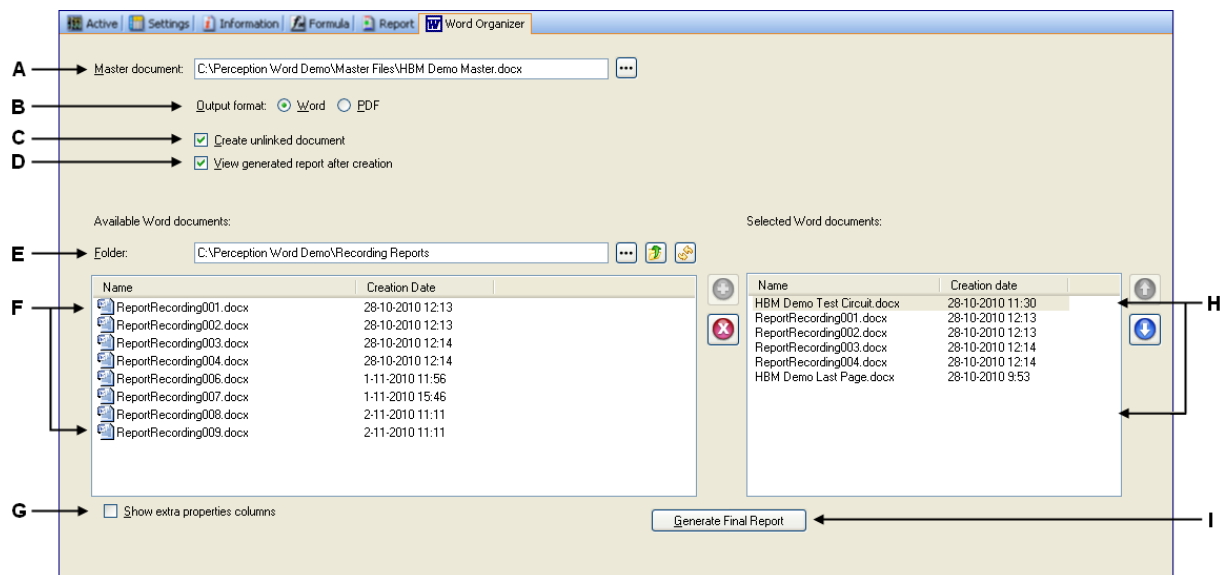 Active Settings Information Formula Report Word Organizer
A Master document: C:\Perception Word Demo\Master Files\HBM Demo Master.docx ...
B Output format: Word PDF
C Create unlinked document
D View generated report after creation
Available Word documents: Selected Word documents:
E Folder: C:\Perception Word Demo\Recording Reports ...
Name Creation Date Name Creation date
F ReportRecording001.docx 28-10-2010 12:13 HBM Demo Test Circuit.docx 28-10-2010 11:30 H
ReportRecording002.docx 28-10-2010 12:13 ReportRecording001.docx 28-10-2010 12:13
ReportRecording003.docx 28-10-2010 12:14 ReportRecording002.docx 28-10-2010 12:13
ReportRecording004.docx 28-10-2010 12:14 ReportRecording003.docx 28-10-2010 12:14
ReportRecording006.docx 1-11-2010 11:56 ReportRecording004.docx 28-10-2010 12:14
ReportRecording007.docx 1-11-2010 15:46 HBM Demo Last Page.docx 28-10-2010 9:53
ReportRecording008.docx 2-11-2010 11:11
ReportRecording009.docx 2-11-2010 11:11
G Show extra properties columns
Generate Final Report I